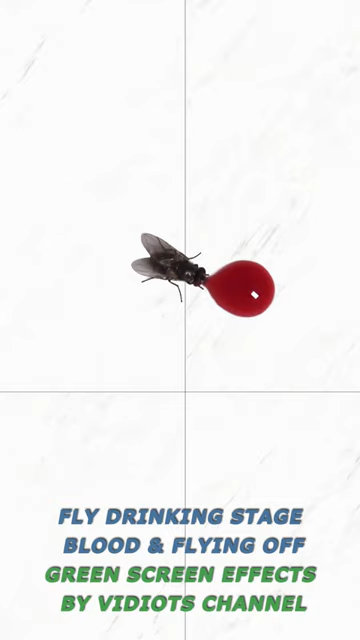 FLY DRINKING STAGE
BLOOD & FLYING OFF
GREEN SCREEN EFFECTS
BY VIDIOTS CHANNEL